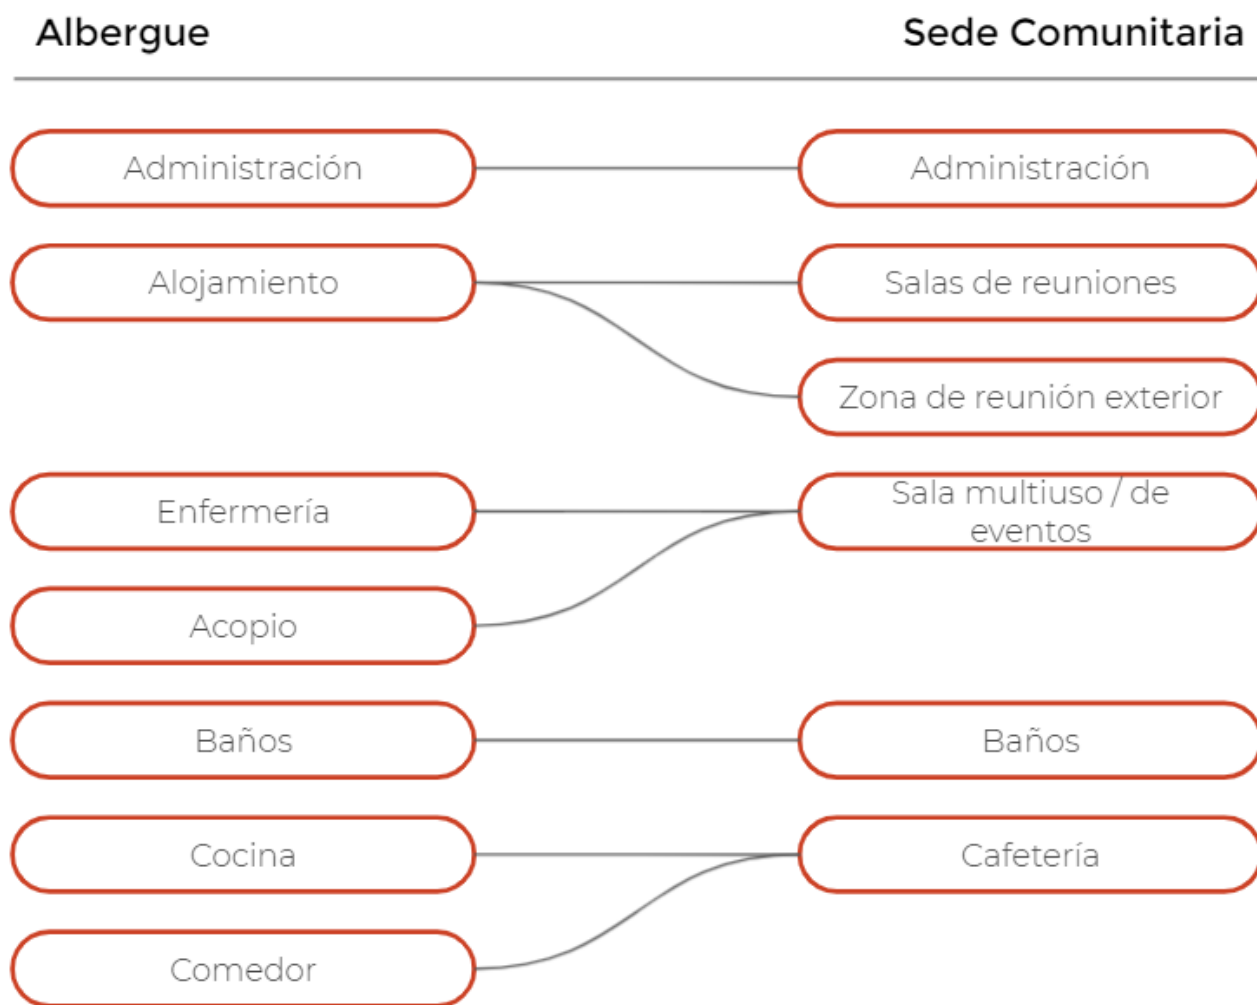 Albergue
Sede Comunitaria
Administración
Administración
Alojamiento
Salas de reuniones
Zona de reunión exterior
Enfermería
Sala multiuso / de
eventos
Acopio
Baños
Baños
Cocina
Cafetería
Comedor